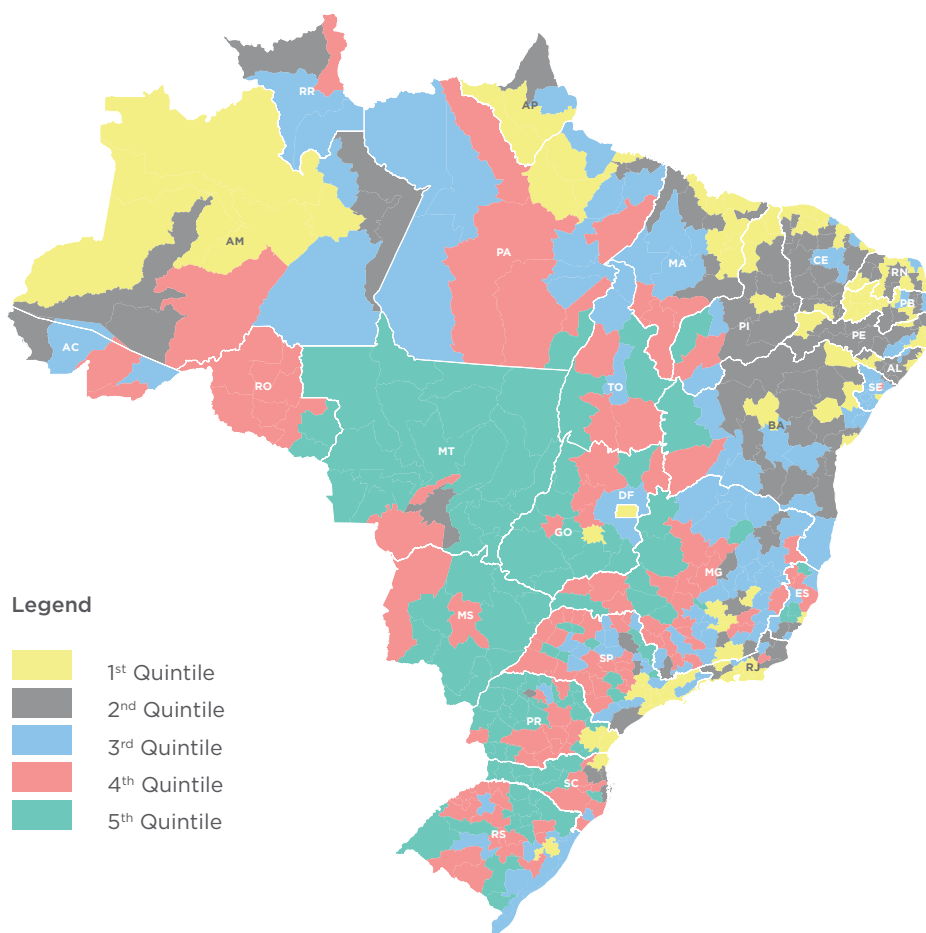 RR
AP
AM
PA
MA
CE
RN
PB
PI
PE
AC
AL
RO
TO
SE
BA
MT
DF
GO
MG
ES
Legend
MS
SP
RJ
1st Quintile
2nd Quintile
PR
3rd Quintile
4th Quintile
SC
5th Quintile
RS